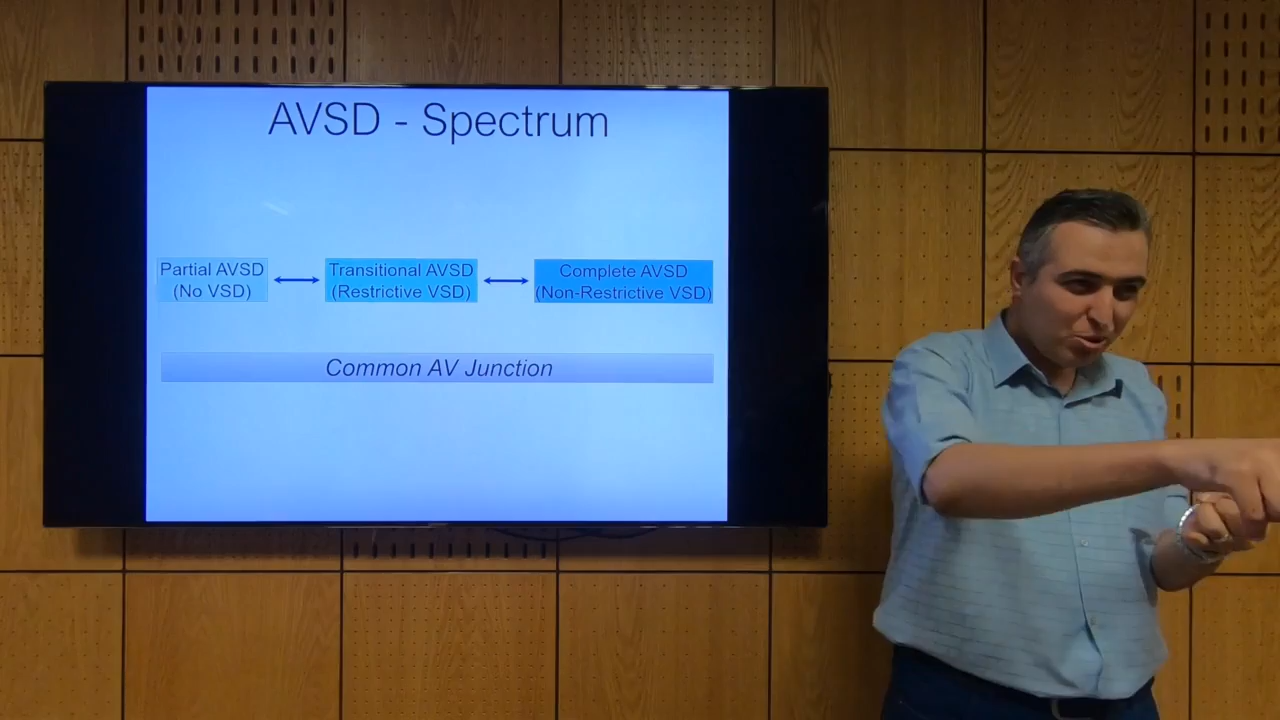 AVSD - Spectrum
Partial AVSD
(No VSD)
Transitional AVSD
(Restrictive VSD)
Complete AVSD
(Non-Restrictive VSD)
Common AV Junction